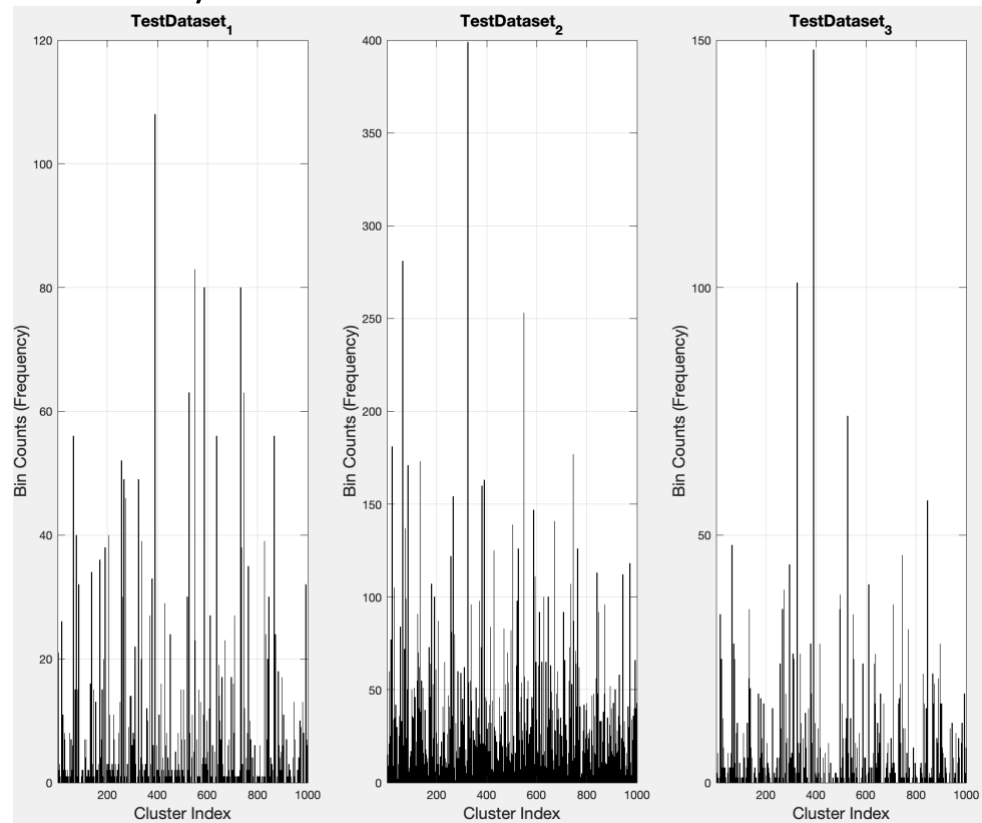 TestDataset1
120
100
80
60
40
20
0
200 400 600 800 1000
Cluster Index
Bin Counts (Frequency)
TestDataset2
400
350
300
250
200
150
100
50
0
200 400 600 800 1000
Cluster Index
Bin Counts (Frequency)
TestDataset3
150
100
50
0
200 400 600 800 1000
Cluster Index
Bin Counts (Frequency)